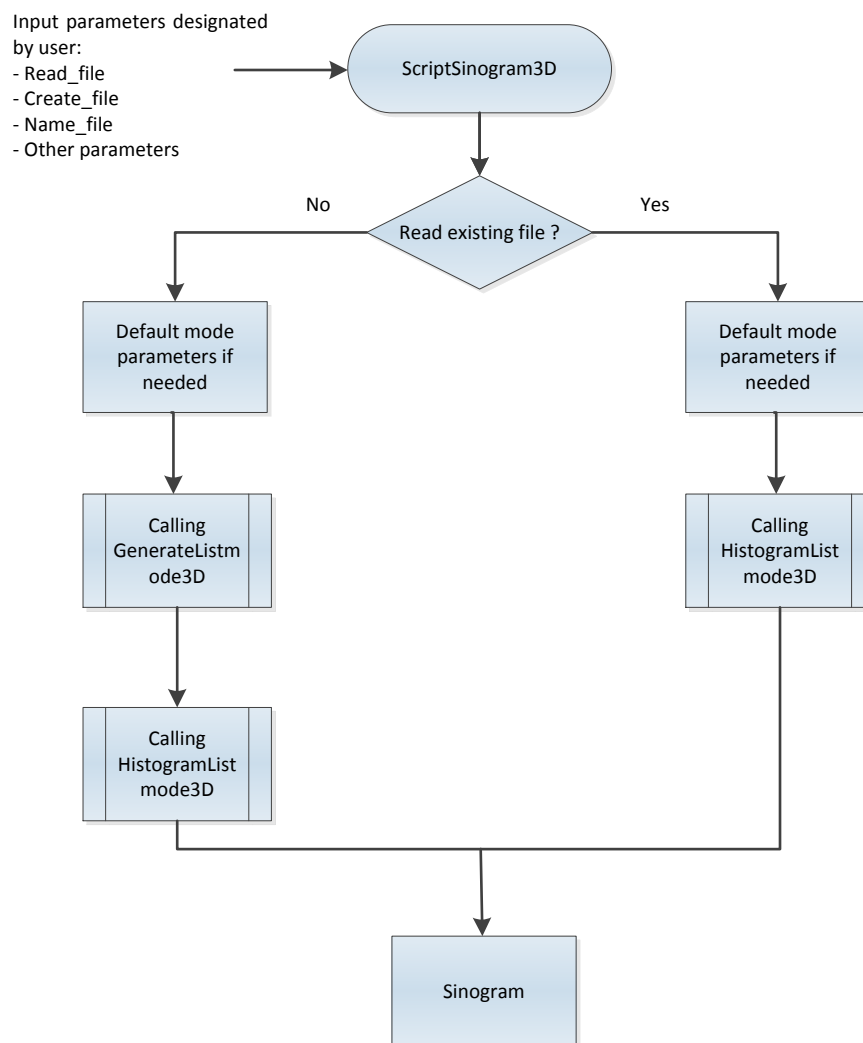 Input parameters designated
by user:
- Read_file
- Create_file
- Name_file
- Other parameters
ScriptSinogram3D
No
Yes
Read existing file ?
Default mode
parameters if
needed
Default mode
parameters if
needed
Calling
GenerateListm
ode3D
Calling
HistogramList
mode3D
Calling
HistogramList
mode3D
Sinogram